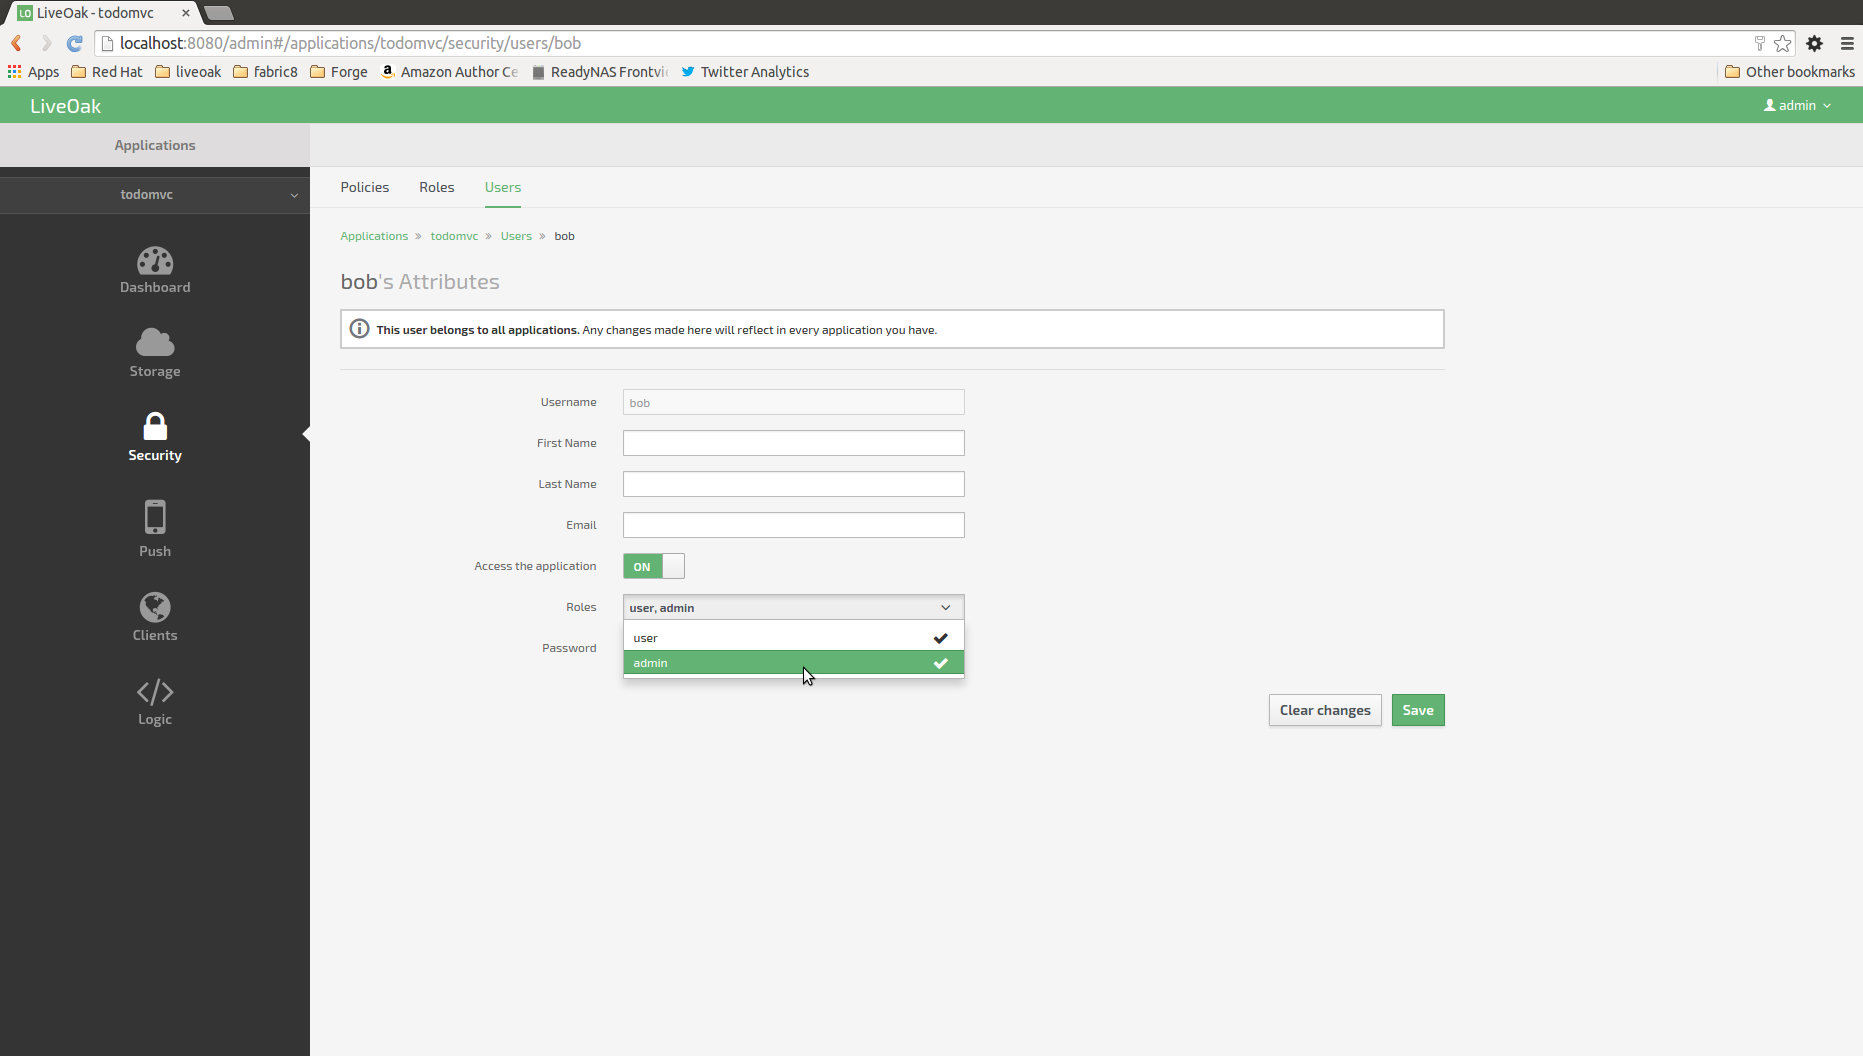 LiveOak - todomvc
localhost:8080/admin#/applications/todomvc/security/users/bob
Apps Red Hat liveoak fabric8 Forge Amazon Author Ce ReadyNAS Frontvi Twitter Analytics Other bookmarks
LiveOak admin
Applications
todomvc
Policies Roles Users
Applications » todomvc » Users » bob
Dashboard
Storage
Security
Push
Clients
Logic
bob's Attributes
This user belongs to all applications. Any changes made here will reflect in every application you have.
Username bob
First Name
Last Name
Email
Access the application ON
Roles user, admin
user
Password
admin
Clear changes Save